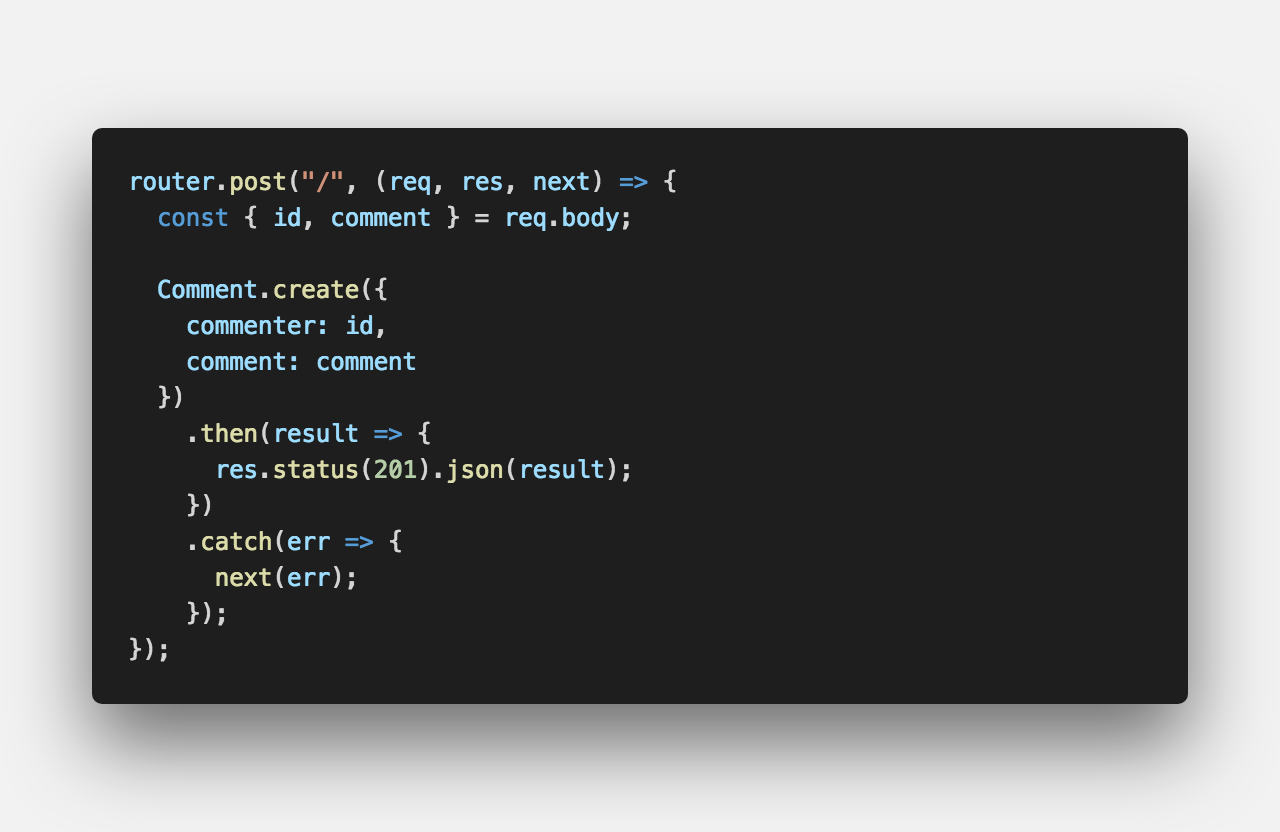 router.post("/", (req, res, next) => {
  const { id, comment } = req.body;

  Comment.create({
    commenter: id,
    comment: comment
  })
    .then(result => {
      res.status(201).json(result);
    })
    .catch(err => {
      next(err);
    });
});